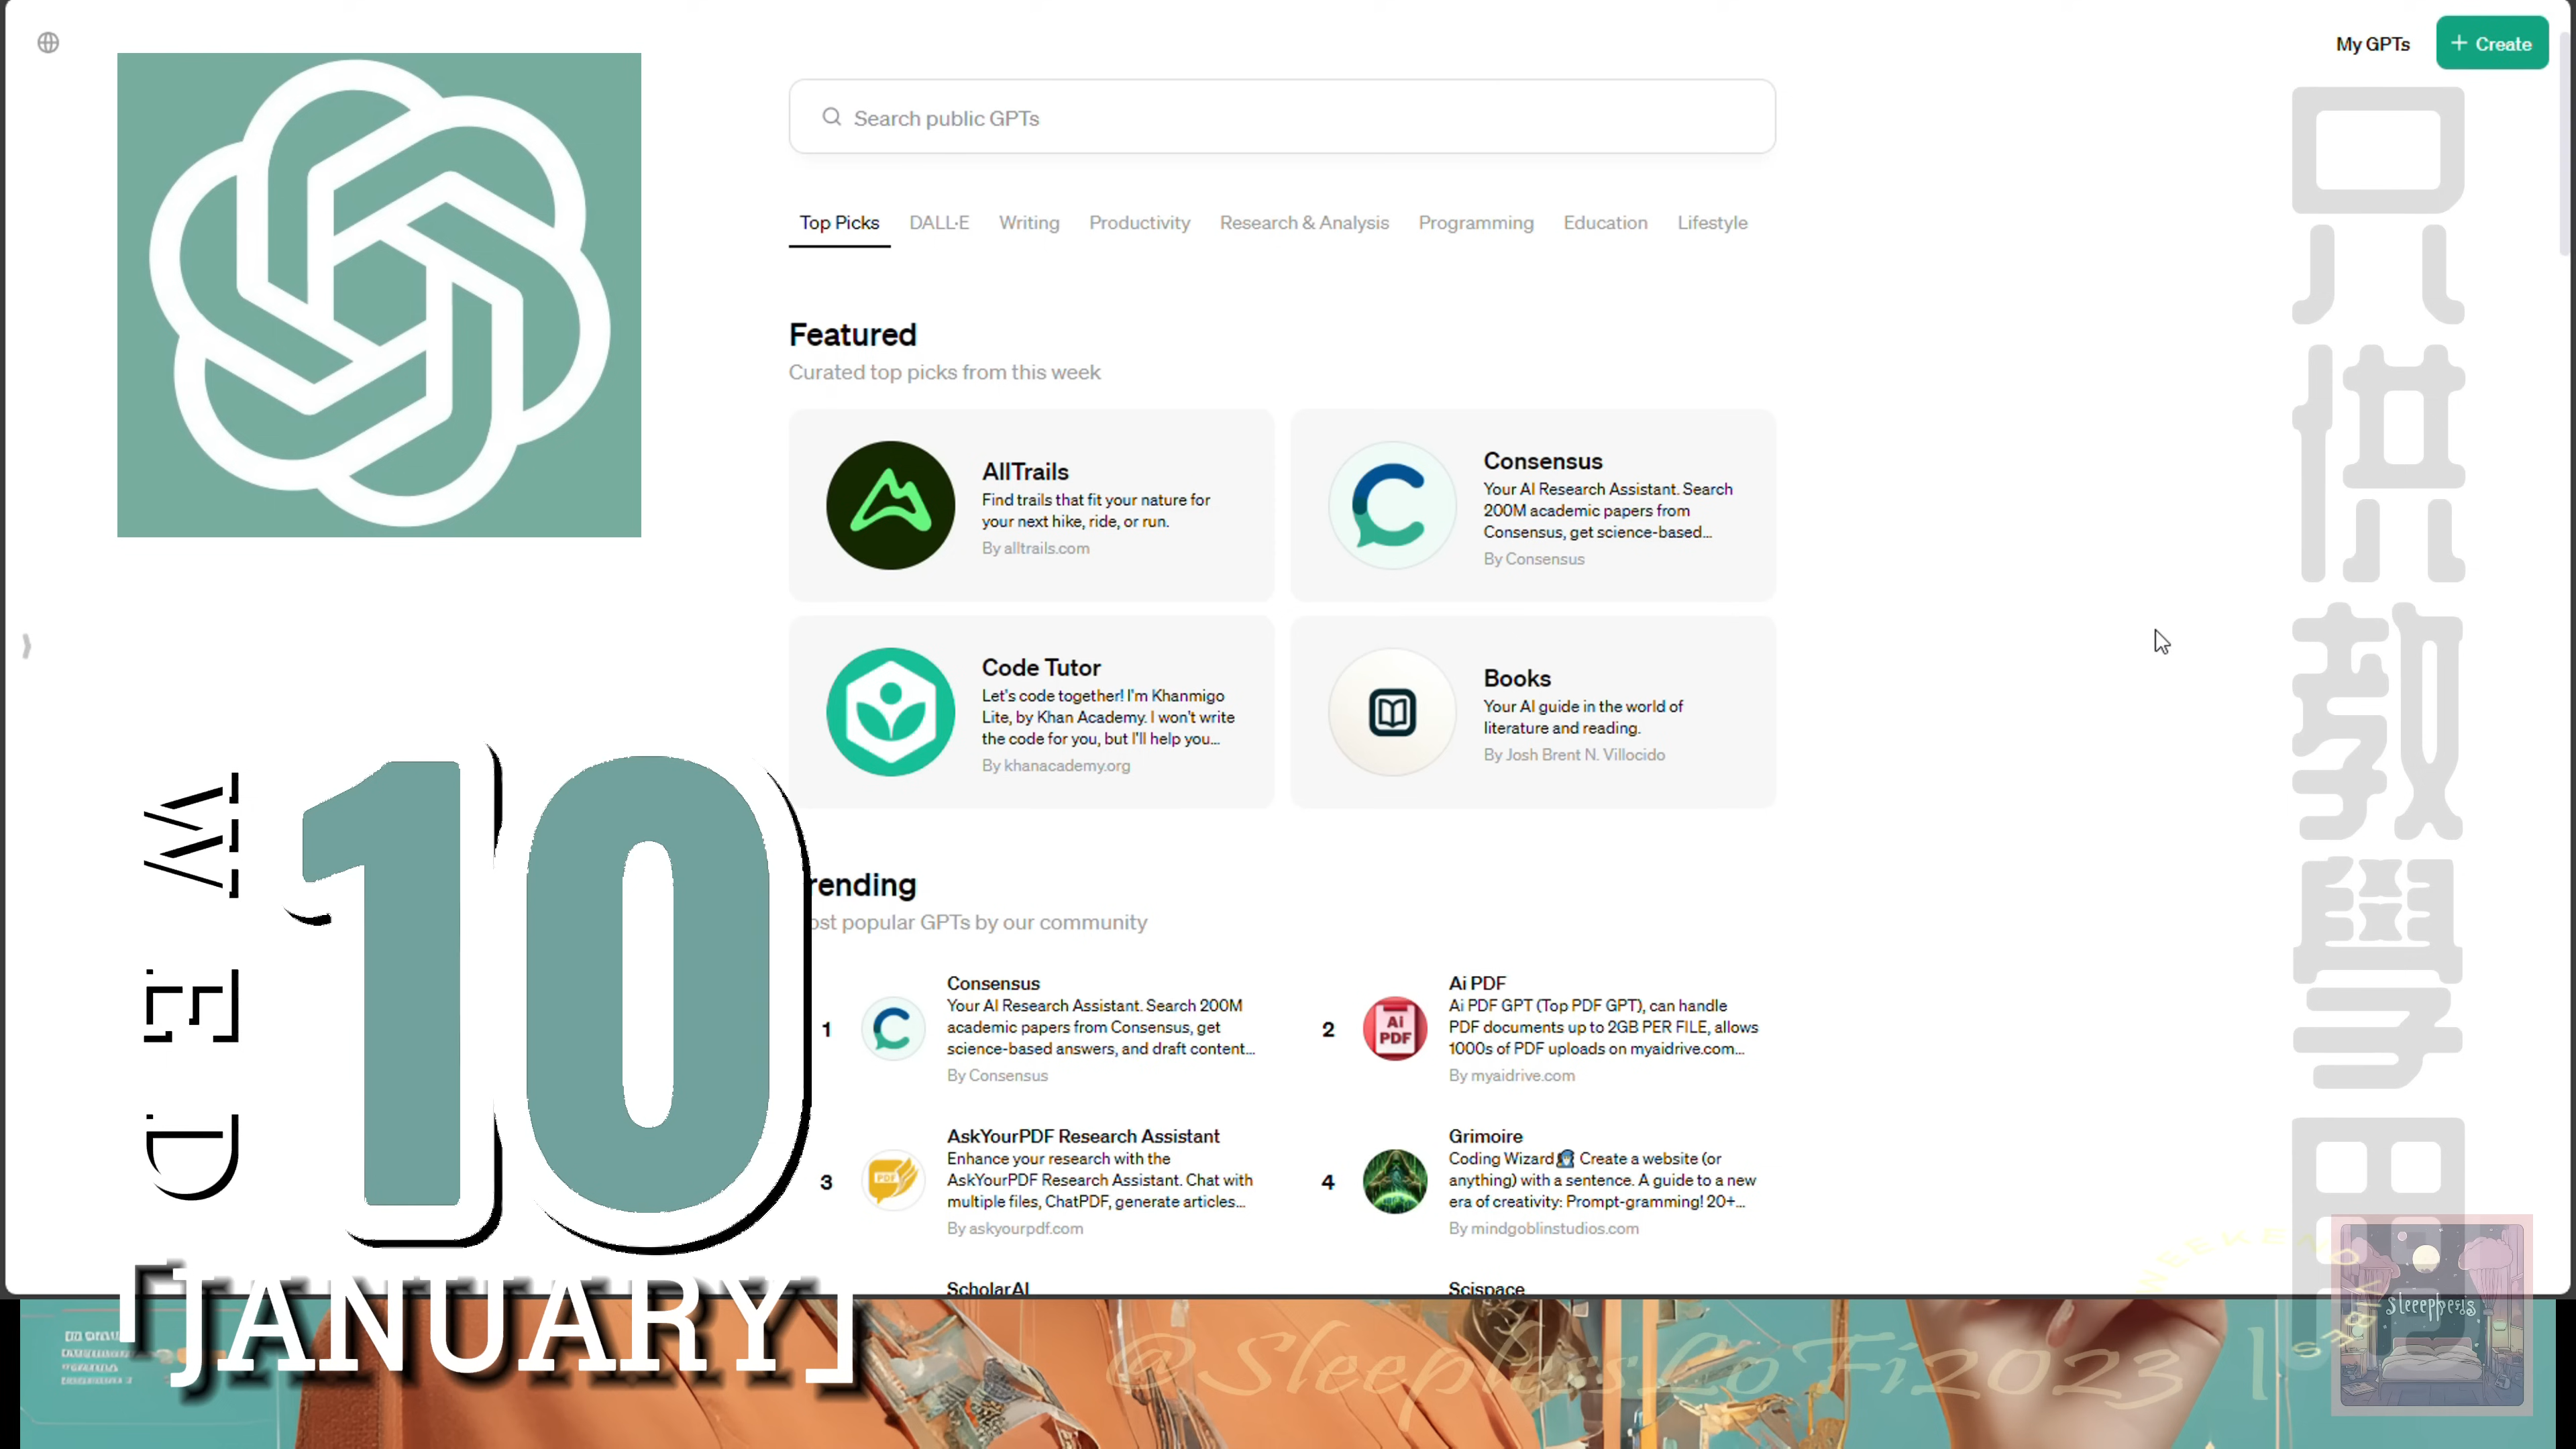 My GPTs
+ Create
Search public GPTs
Top Picks DALL·E Writing Productivity Research & Analysis Programming Education Lifestyle
Featured
Curated top picks from this week
AllTrails
Find trails that fit your nature for
your next hike, ride, or run.
By alltrails.com
Consensus
Your AI Research Assistant. Search
200M academic papers from
Consensus, get science-based...
By Consensus
Code Tutor
Let's code together! I'm Khanmigo
Lite, by Khan Academy. I won't write
the code for you, but I'll help you...
By khanacademy.org
Books
Your AI guide in the world of
literature and reading.
By Josh Brent N. Villocido
rending
ost popular GPTs by our community
1
Consensus
Your AI Research Assistant. Search 200M
academic papers from Consensus, get
science-based answers, and draft content...
By Consensus
2
Ai PDF
Ai PDF
Ai PDF GPT (Top PDF GPT), can handle
PDF documents up to 2GB PER FILE, allows
1000s of PDF uploads on myaidrive.com...
By myaidrive.com
3
PDF
AskYourPDF Research Assistant
Enhance your research with the
AskYourPDF Research Assistant. Chat with
multiple files, ChatPDF, generate articles...
By askyourpdf.com
4
Grimoire
Coding Wizard🧙 Create a website (or
anything) with a sentence. A guide to a new
era of creativity: Prompt-gramming! 20+...
By mindgoblinstudios.com
ScholarAI
Scispace
WED
10
「JANUARY」
只供教學用
@SleeplessLoFi2023
WEEKEND VIBES